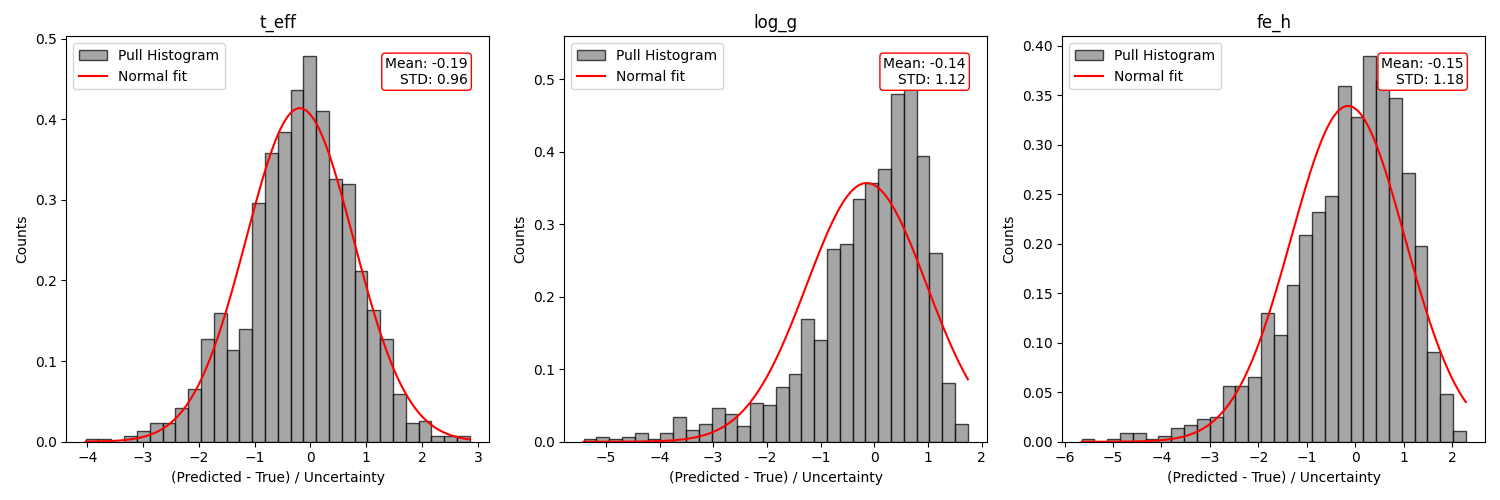 t_eff
Pull Histogram
Normal fit
Mean: -0.19
STD: 0.96
0.5
0.4
0.3
0.2
0.1
0.0
Counts
−4 −3 −2 −1 0 1 2 3
(Predicted - True) / Uncertainty
log_g
Pull Histogram
Normal fit
Mean: -0.14
STD: 1.12
0.5
0.4
0.3
0.2
0.1
0.0
Counts
−5 −4 −3 −2 −1 0 1 2
(Predicted - True) / Uncertainty
fe_h
Pull Histogram
Normal fit
Mean: -0.15
STD: 1.18
0.40
0.35
0.30
0.25
0.20
0.15
0.10
0.05
0.00
Counts
−6 −5 −4 −3 −2 −1 0 1 2
(Predicted - True) / Uncertainty